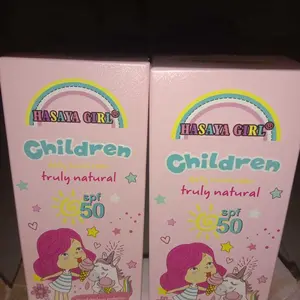 HASAYA GIRL®
Children
truly natural
spf
50
HASAYA GIRL®
Children
truly natural
spf
50